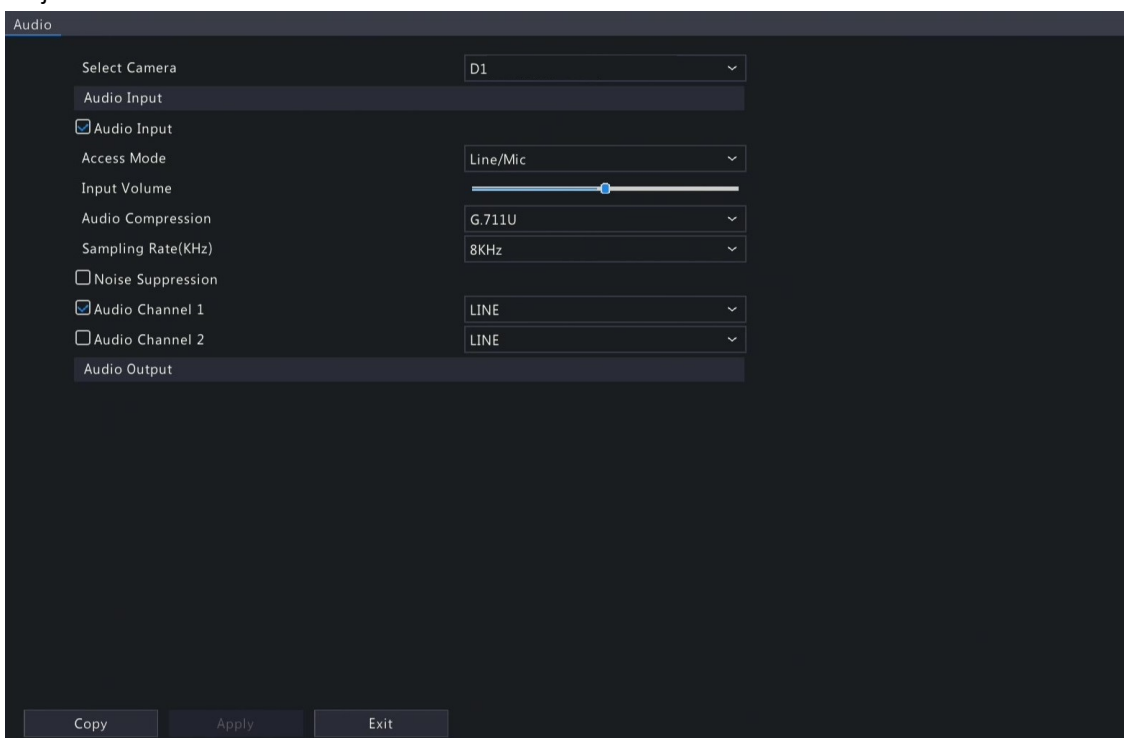 Audio
Select Camera D1
Audio Input
Audio Input
Access Mode Line/Mic
Input Volume
Audio Compression G.711U
Sampling Rate(KHz) 8KHz
Noise Suppression
Audio Channel 1 LINE
Audio Channel 2 LINE
Audio Output
Copy Apply Exit